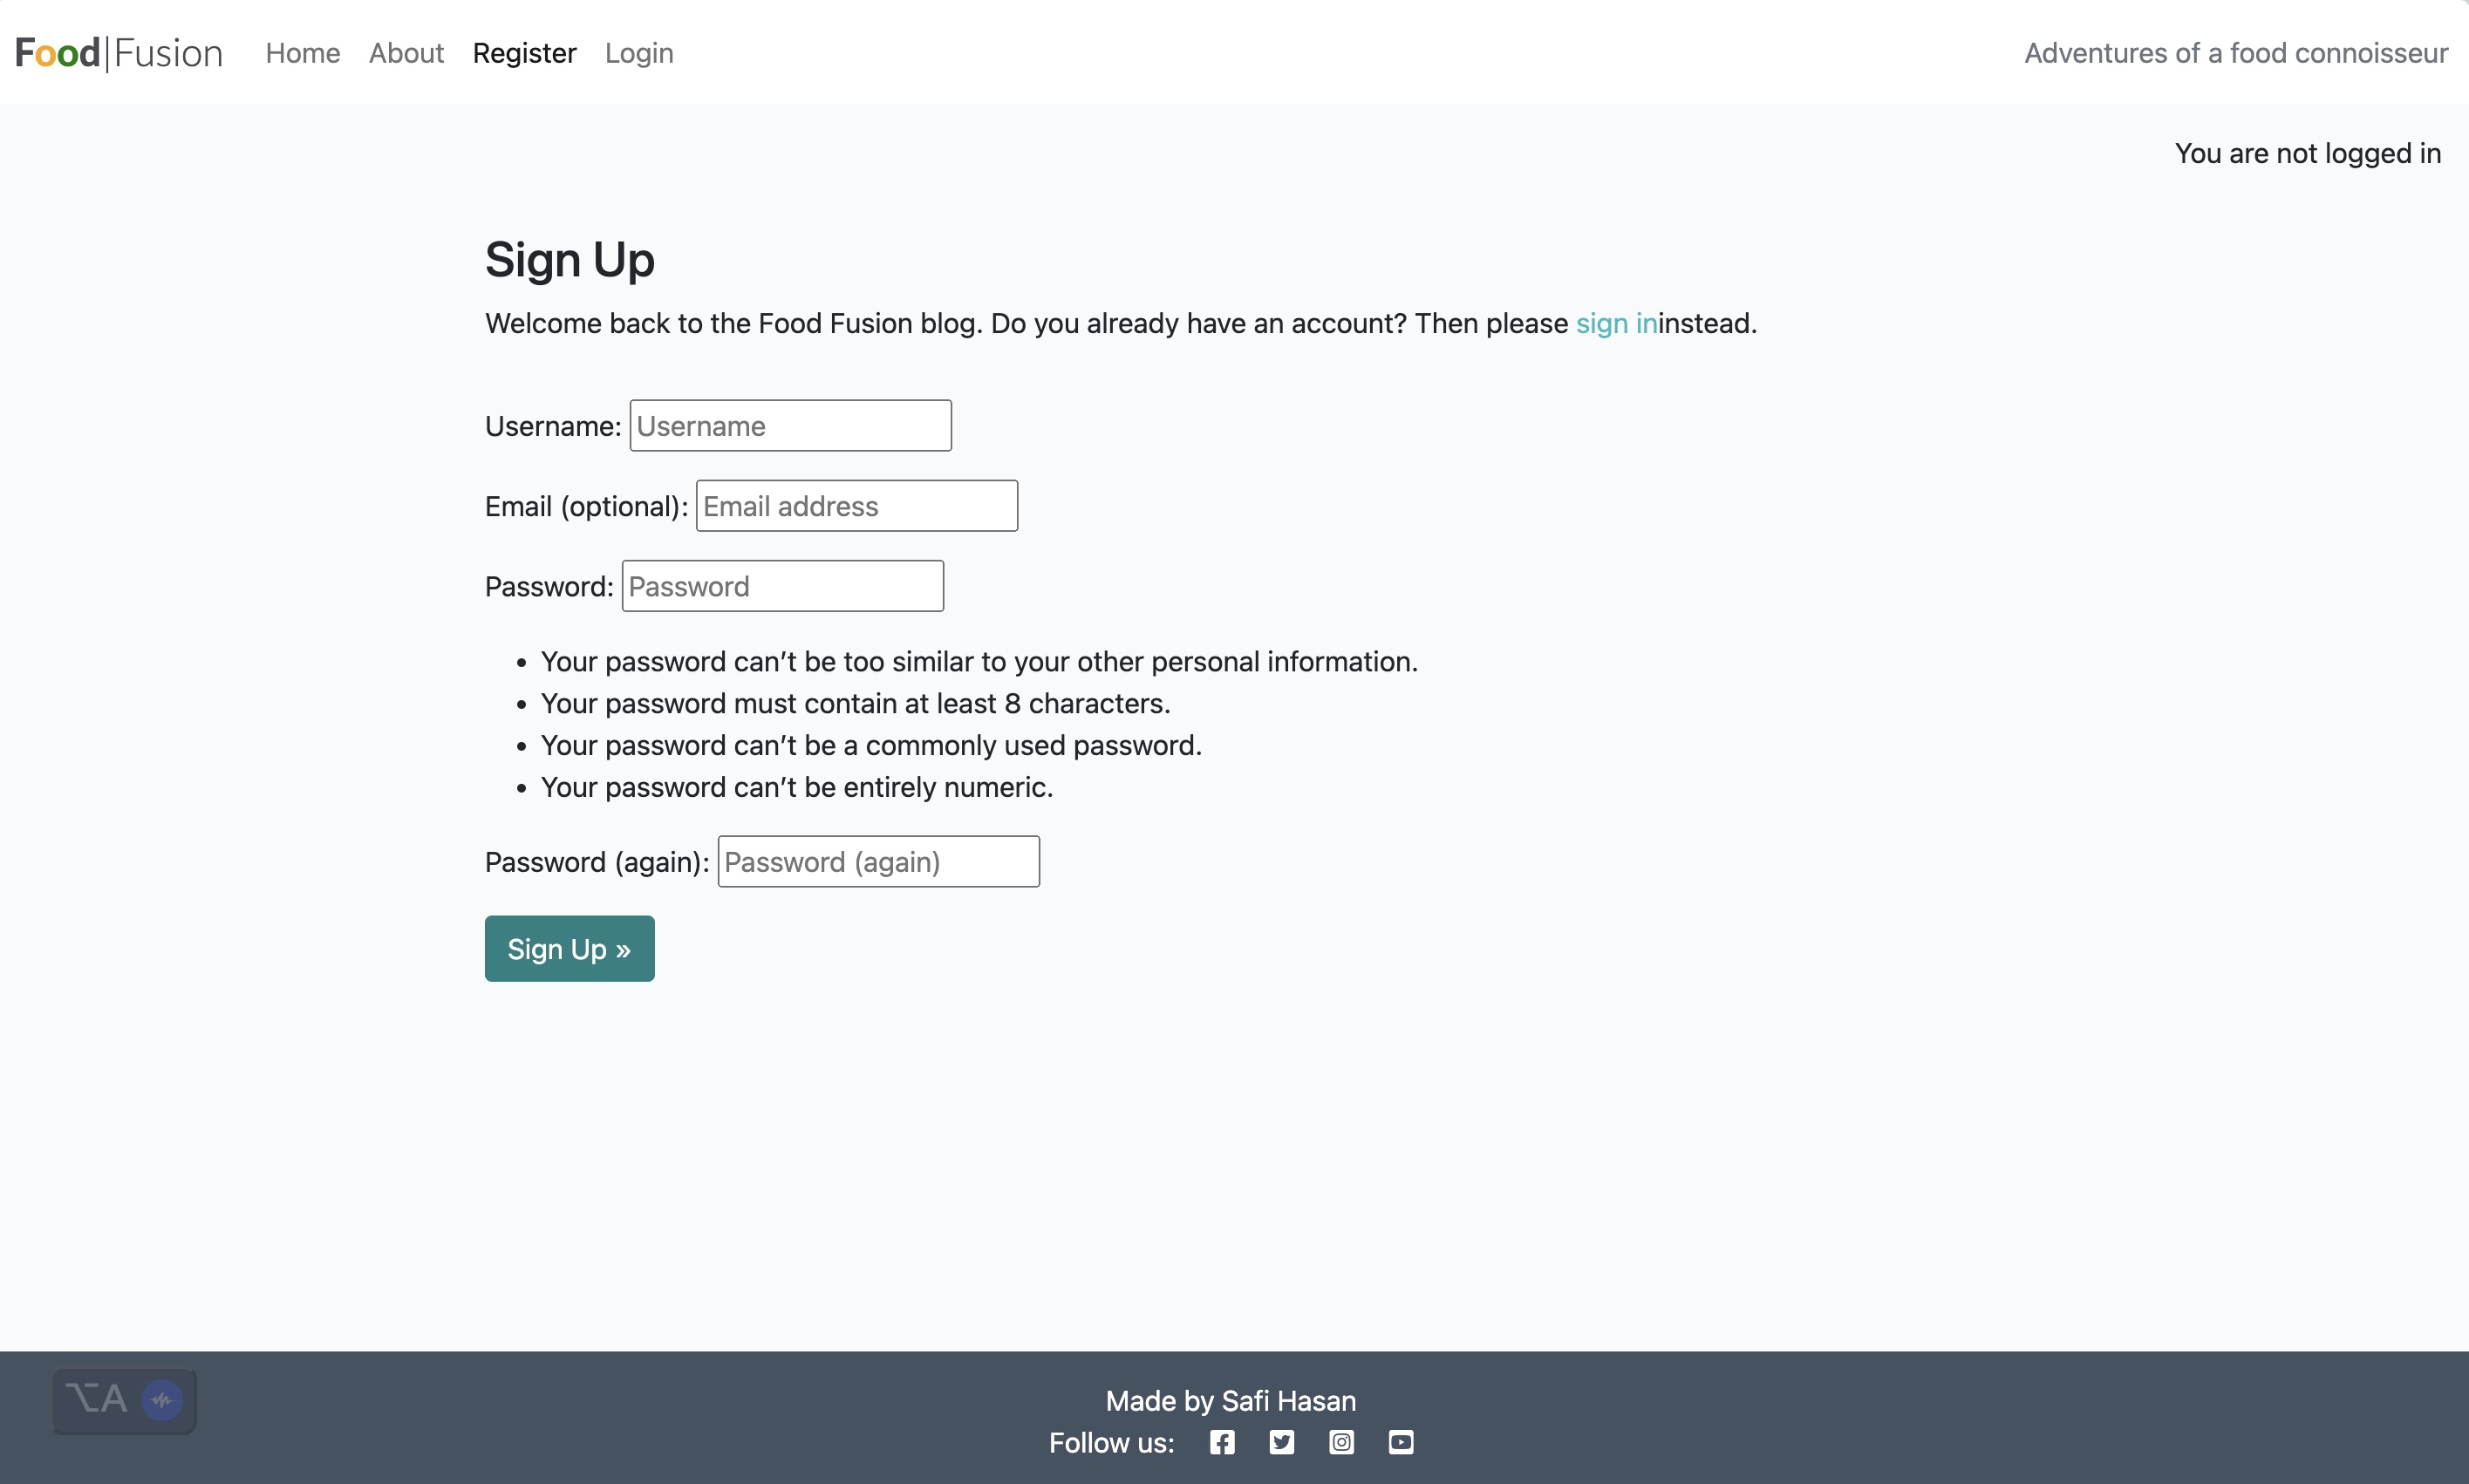 Food|Fusion Home About Register Login Adventures of a food connoisseur
You are not logged in
Sign Up
Welcome back to the Food Fusion blog. Do you already have an account? Then please sign ininstead.
Username: Username
Email (optional): Email address
Password: Password
• Your password can’t be too similar to your other personal information.
• Your password must contain at least 8 characters.
• Your password can’t be a commonly used password.
• Your password can’t be entirely numeric.
Password (again): Password (again)
Sign Up »
⌥A
Made by Safi Hasan
Follow us: